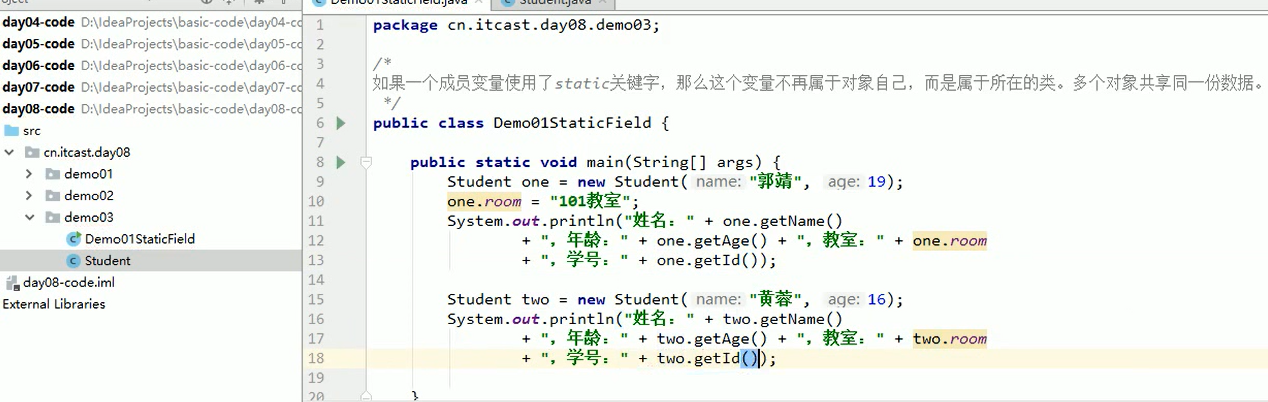 Demo01StaticField.java
Student.java
day04-code D:\IdeaProjects\basic-code\day04-c
day05-code D:\IdeaProjects\basic-code\day05-cc
day06-code D:\IdeaProjects\basic-code\day06-cc
day07-code D:\IdeaProjects\basic-code\day07-cc
day08-code D:\IdeaProjects\basic-code\day08-cc
src
cn.itcast.day08
demo01
demo02
demo03
Demo01StaticField
Student
day08-code.iml
External Libraries
1 package cn.itcast.day08.demo03;
2
3 /*
4 如果一个成员变量使用了static关键字，那么这个变量不再属于对象自己，而是属于所在的类。多个对象共享同一份数据。
5 */
6 public class Demo01StaticField {
7
8 public static void main(String[] args) {
9 Student one = new Student( name: "郭靖", age: 19);
10 one.room = "101教室";
11 System.out.println("姓名：" + one.getName()
12 + "，年龄：" + one.getAge() + "，教室：" + one.room
13 + "，学号：" + one.getId());
14
15 Student two = new Student( name: "黄蓉", age: 16);
16 System.out.println("姓名：" + two.getName()
17 + "，年龄：" + two.getAge() + "，教室：" + two.room
18 + "，学号：" + two.getId());
19
20 }